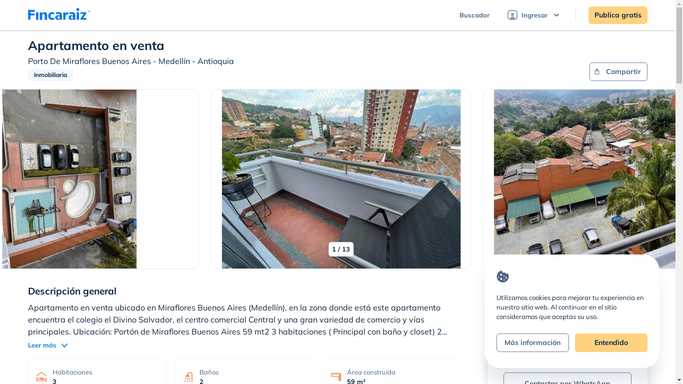 Fincaraiz
Buscador
Ingresar
Publica gratis
Apartamento en venta
Porto De Miraflores Buenos Aires - Medellín - Antioquia
Inmobiliaria
Compartir
1 / 13
Descripción general
Apartamento en venta ubicado en Miraflores Buenos Aires (Medellín), en la zona donde está este apartamento
encuentra el colegio el Divino Salvador, el centro comercial Central y una gran variedad de comercio y vías
principales. Ubicación: Portón de Miraflores Buenos Aires 59 mt2 3 habitaciones ( Principal con baño y closet) 2...
Leer más
Habitaciones
3
Baños
2
Área construida
59 m²
Utilizamos cookies para mejorar tu experiencia en
nuestro sitio web. Al continuar en el sitio
consideramos que aceptas su uso.
Más información
Entendido
Contactar por WhatsApp